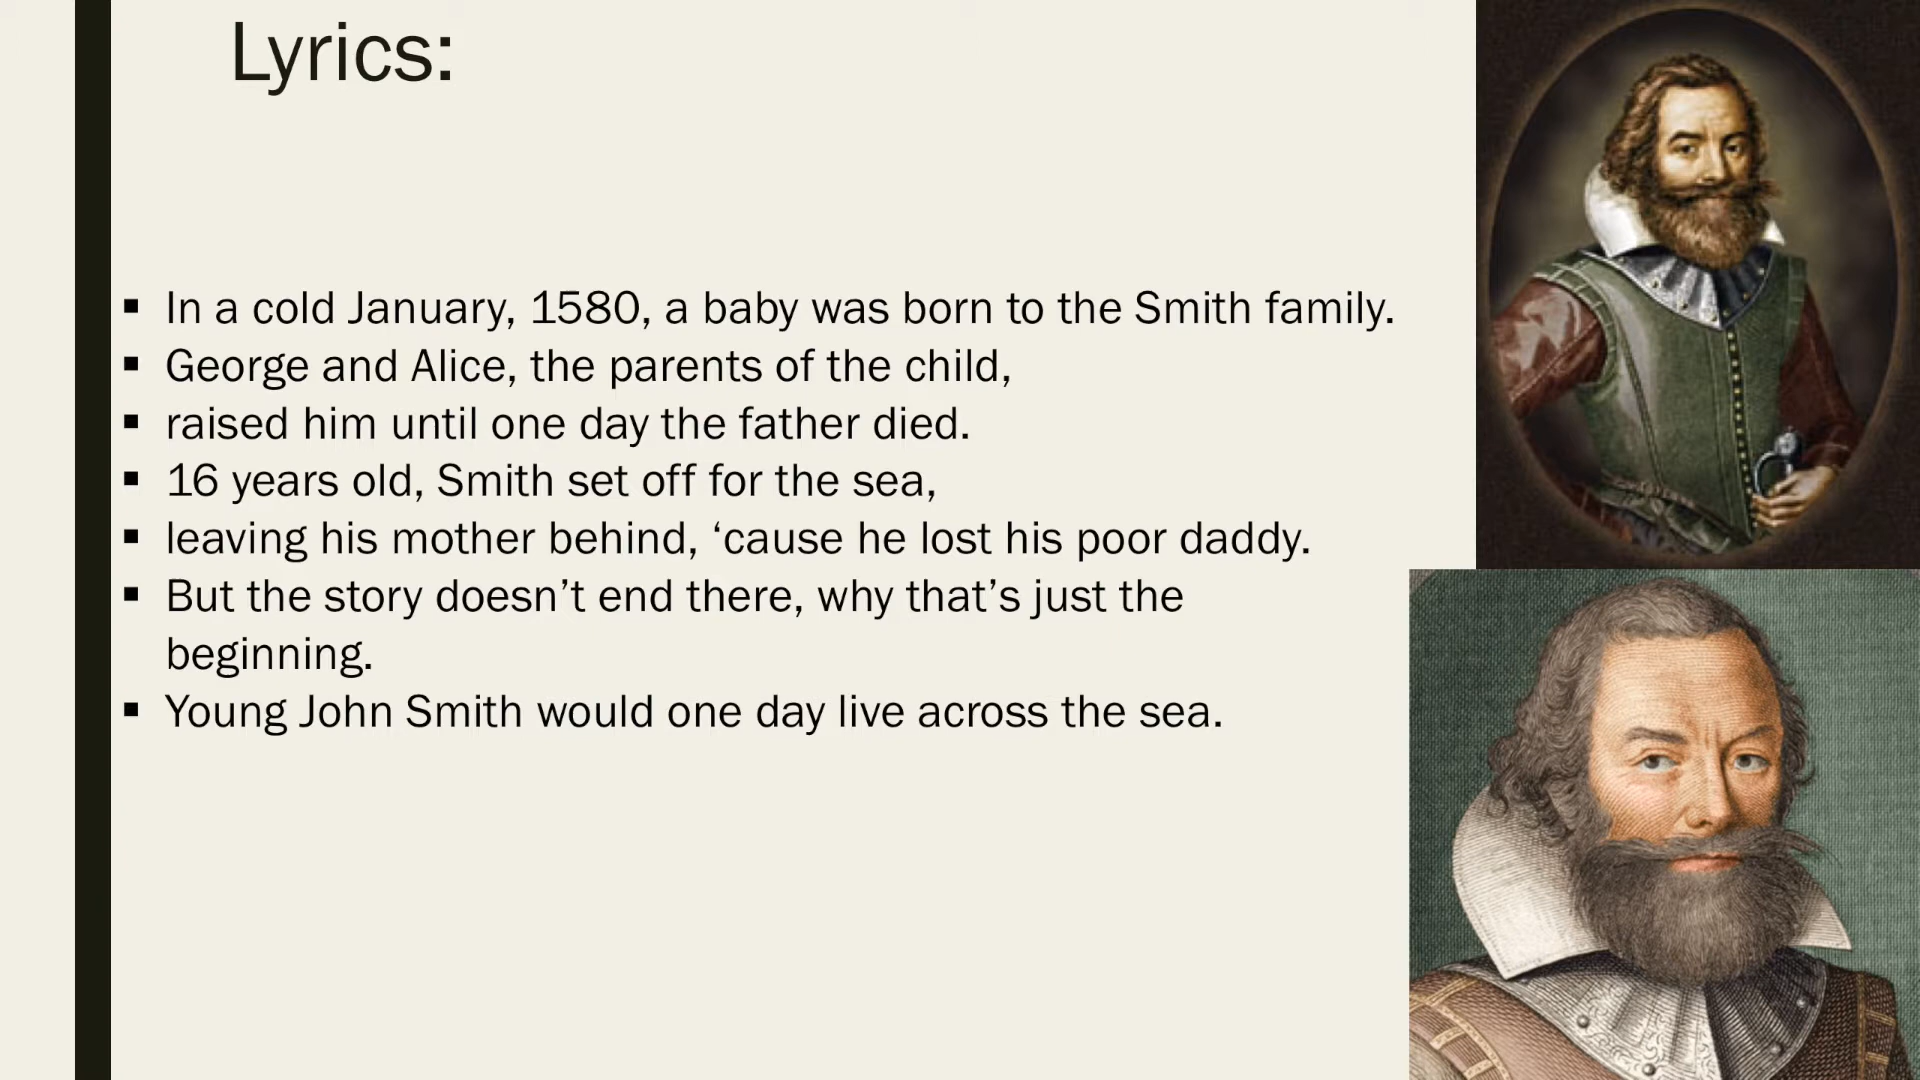 Lyrics:
▪ In a cold January, 1580, a baby was born to the Smith family.
▪ George and Alice, the parents of the child,
▪ raised him until one day the father died.
▪ 16 years old, Smith set off for the sea,
▪ leaving his mother behind, ‘cause he lost his poor daddy.
▪ But the story doesn’t end there, why that’s just the
beginning.
▪ Young John Smith would one day live across the sea.